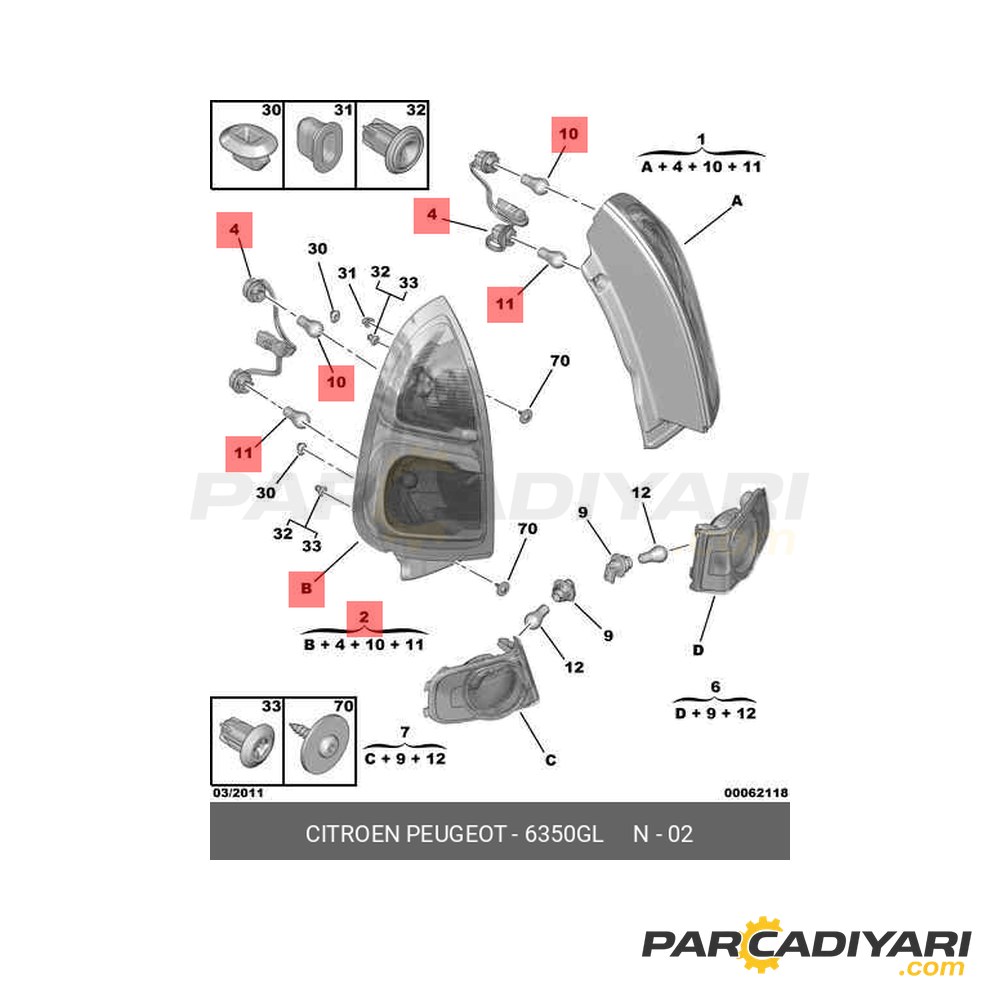 30 31 32
10
1
A + 4 + 10 + 11
4
A
4
30
32
31
33
11
70
10
11
30
PARCADIYARI
.com
12
9
32
33
70
B
2
B + 4 + 10 + 11
9
12
D
6
D + 9 + 12
33 70
7
C + 9 + 12
C
03/2011
00062118
CITROEN PEUGEOT - 6350GL N - 02
PARCADIYARI
.com